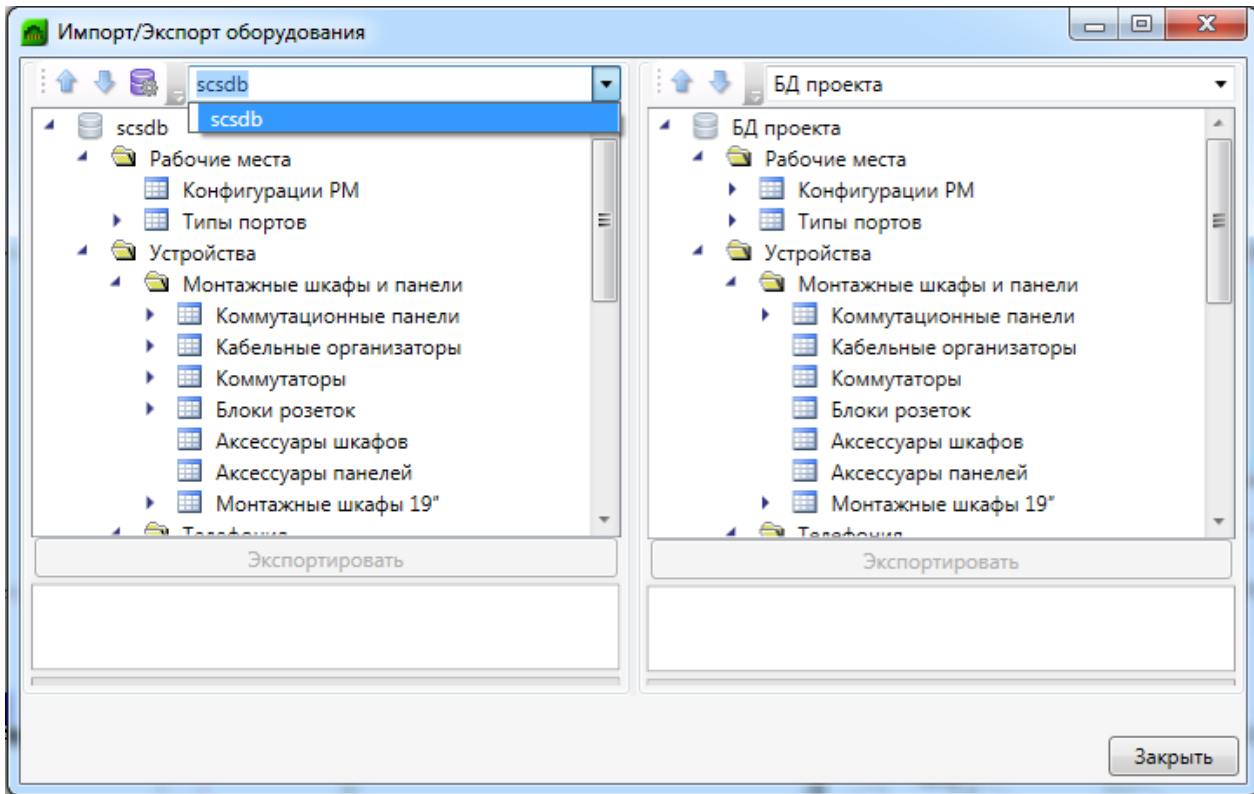 Импорт/Экспорт оборудования
scsdb
scsdb
scsdb
Рабочие места
Конфигурации РМ
Типы портов
Устройства
Монтажные шкафы и панели
Коммутационные панели
Кабельные организаторы
Коммутаторы
Блоки розеток
Аксессуары шкафов
Аксессуары панелей
Монтажные шкафы 19"
Телефония
Экспортировать
БД проекта
БД проекта
Рабочие места
Конфигурации РМ
Типы портов
Устройства
Монтажные шкафы и панели
Коммутационные панели
Кабельные организаторы
Коммутаторы
Блоки розеток
Аксессуары шкафов
Аксессуары панелей
Монтажные шкафы 19"
Телефония
Экспортировать
Закрыть